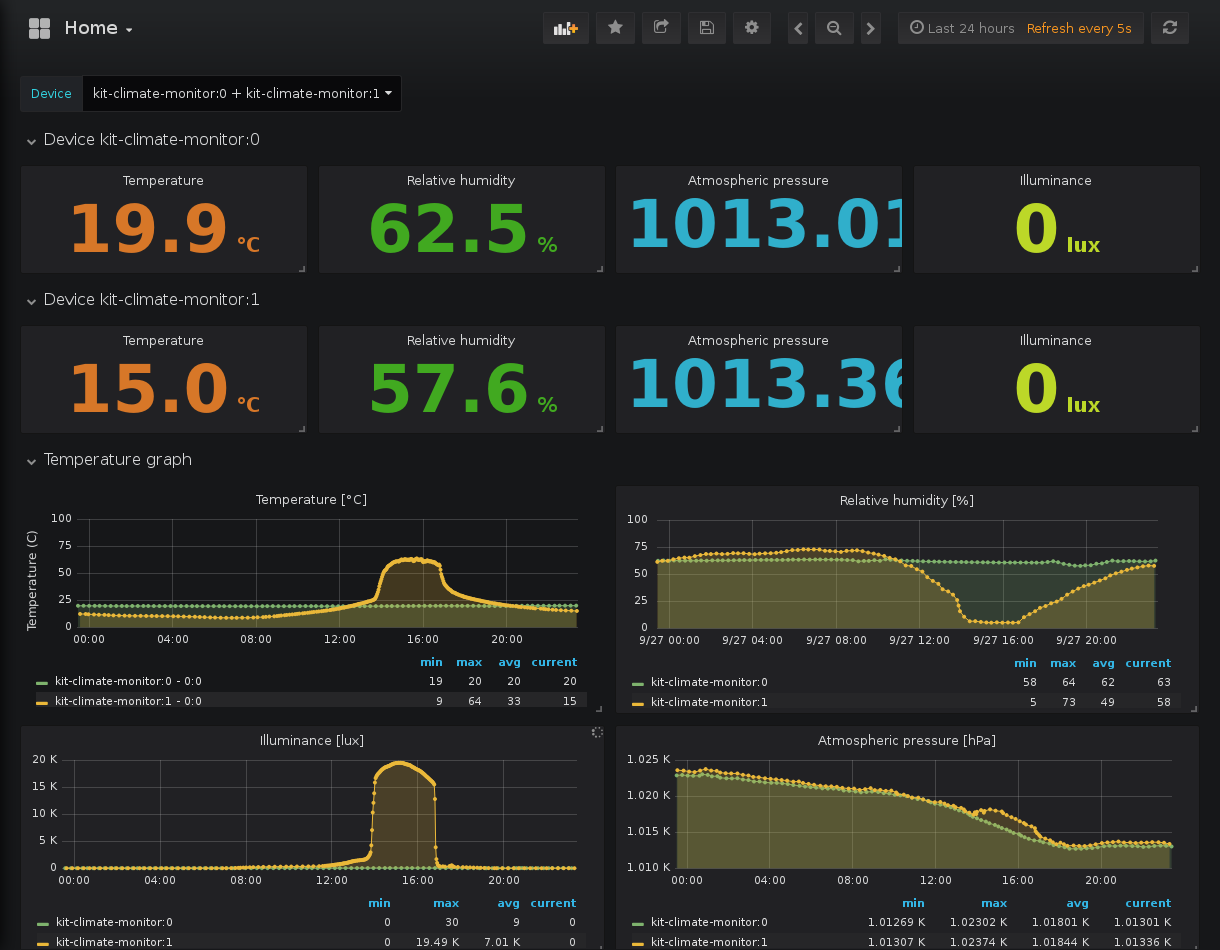 Home
Last 24 hours Refresh every 5s
Device kit-climate-monitor:0 + kit-climate-monitor:1
Device kit-climate-monitor:0
Temperature Relative humidity Atmospheric pressure Illuminance
19.9 °C 62.5 % 1013.01 0 lux
Device kit-climate-monitor:1
Temperature Relative humidity Atmospheric pressure Illuminance
15.0 °C 57.6 % 1013.36 0 lux
Temperature graph
Temperature [°C]
Temperature (C)
100
75
50
25
0
00:00 04:00 08:00 12:00 16:00 20:00
min max avg current
kit-climate-monitor:0 - 0:0 19 20 20 20
kit-climate-monitor:1 - 0:0 9 64 33 15
Relative humidity [%]
100
75
50
25
0
9/27 00:00 9/27 04:00 9/27 08:00 9/27 12:00 9/27 16:00 9/27 20:00
min max avg current
kit-climate-monitor:0 58 64 62 63
kit-climate-monitor:1 5 73 49 58
Illuminance [lux]
20 K
15 K
10 K
5 K
0
00:00 04:00 08:00 12:00 16:00 20:00
min max avg current
kit-climate-monitor:0 0 30 9 0
kit-climate-monitor:1 0 19.49 K 7.01 K 0
Atmospheric pressure [hPa]
1.025 K
1.020 K
1.015 K
1.010 K
00:00 04:00 08:00 12:00 16:00 20:00
min max avg current
kit-climate-monitor:0 1.01269 K 1.02302 K 1.01801 K 1.01301 K
kit-climate-monitor:1 1.01307 K 1.02374 K 1.01844 K 1.01336 K